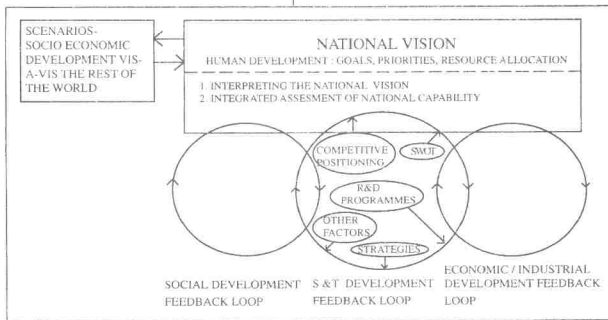 SCENARIOS-
SOCIO ECONOMIC
DEVELOPMENT VIS-
A-VIS THE REST OF
THE WORLD
NATIONAL VISION
HUMAN DEVELOPMENT : GOALS, PRIORITIES, RESOURCE ALLOCATION
1. INTERPRETING THE NATIONAL VISION
2. INTEGRATED ASSESMENT OF NATIONAL CAPABILITY
COMPETITIVE
POSITIONING
SWOT
R&D
PROGRAMMES
OTHER
FACTORS
STRATEGIES
SOCIAL DEVELOPMENT
FEEDBACK LOOP
S & T DEVELOPMENT
FEEDBACK LOOP
ECONOMIC / INDUSTRIAL
DEVELOPMENT FEEDBACK
LOOP